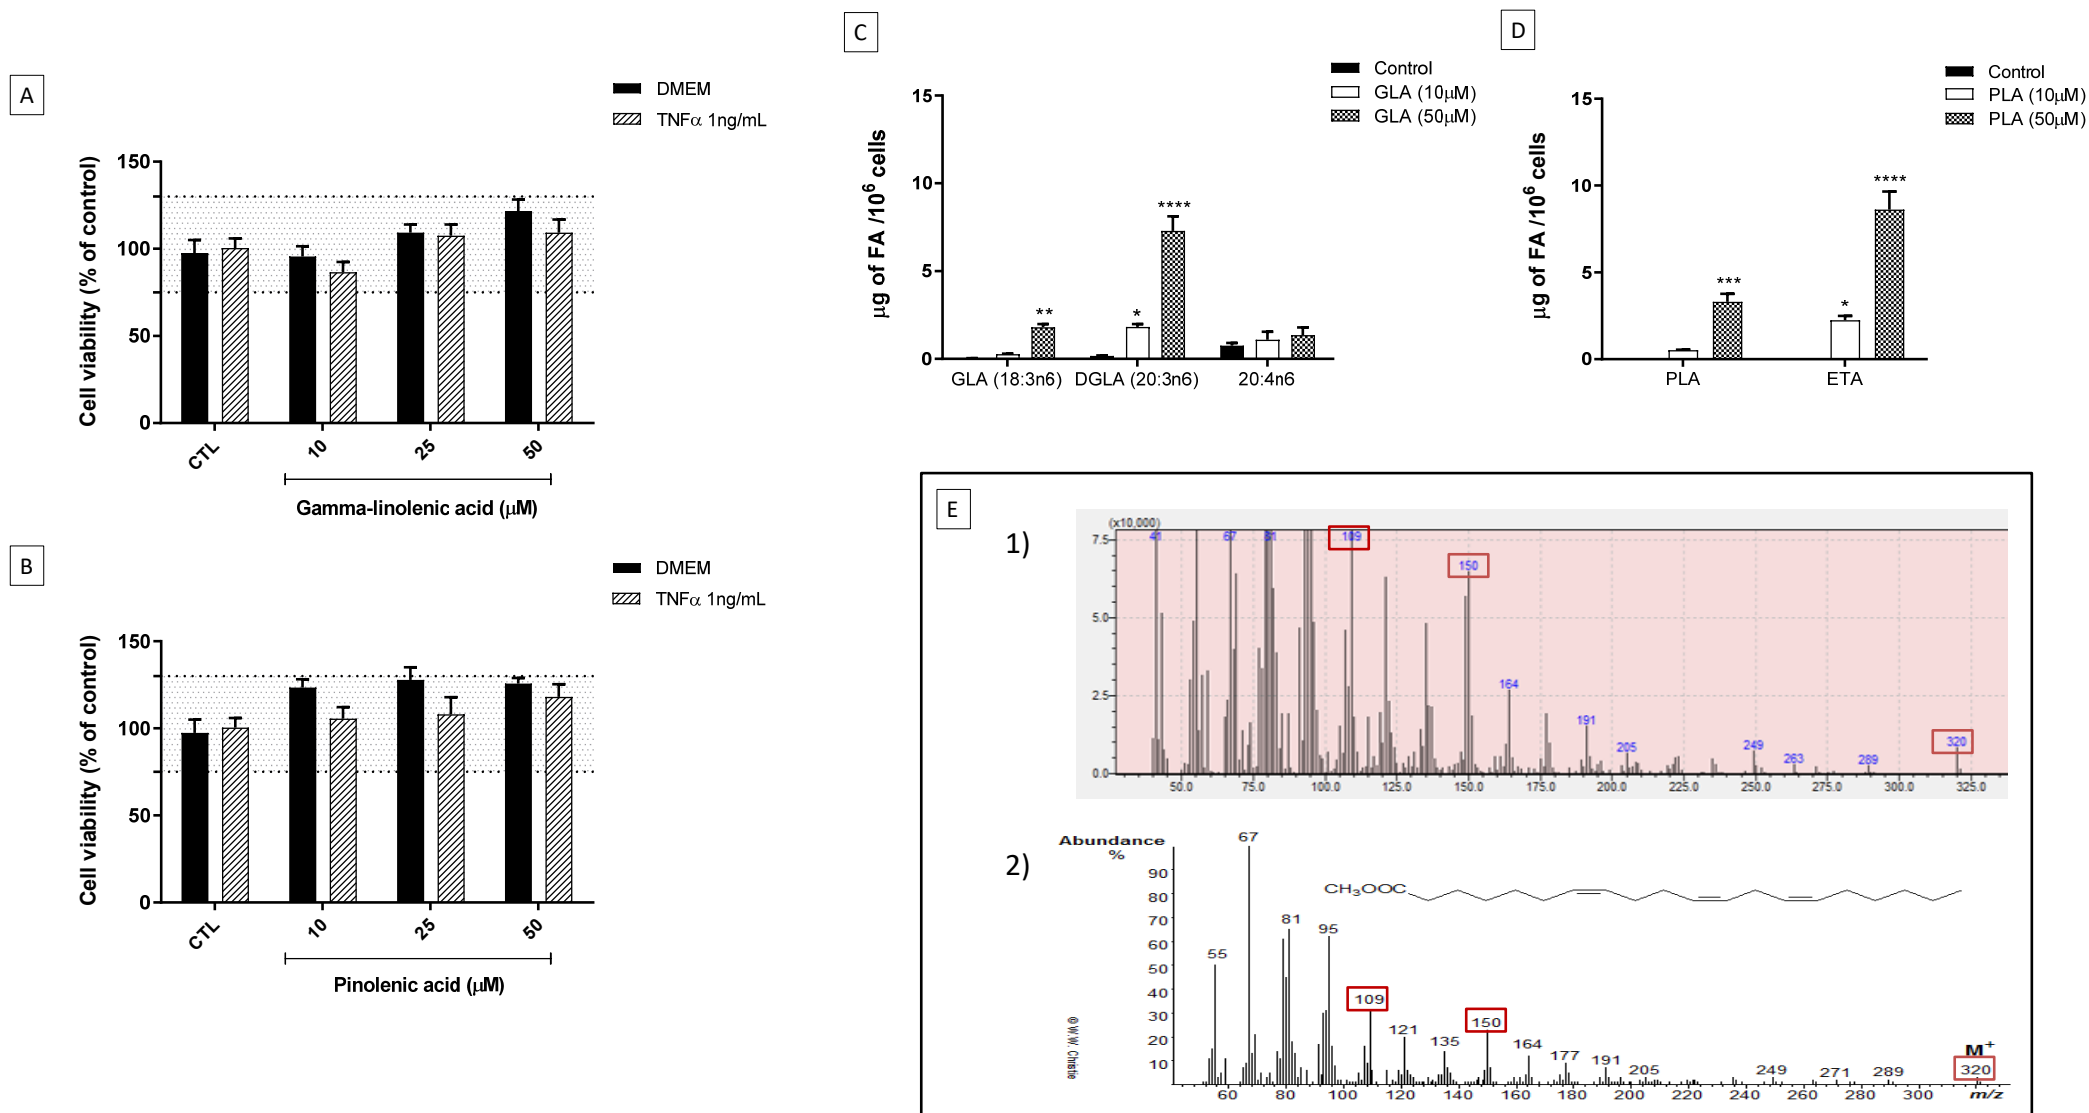 A
DMEM
TNFα 1ng/mL
Cell viability (% of control)
150
100
50
0
CTL
10
25
50
Gamma-linolenic acid (μM)
B
DMEM
TNFα 1ng/mL
Cell viability (% of control)
150
100
50
0
CTL
10
25
50
Pinolenic acid (μM)
C
Control
GLA (10μM)
GLA (50μM)
μg of FA /10⁶ cells
15
10
5
0
**
*
****
GLA (18:3n6)
DGLA (20:3n6)
20:4n6
D
Control
PLA (10μM)
PLA (50μM)
μg of FA /10⁶ cells
15
10
5
0
***
*
****
PLA
ETA
E
1)
(x10,000)
7.5
5.0
2.5
0.0
41
67
81
109
150
164
191
205
249
263
289
320
50.0 75.0 100.0 125.0 150.0 175.0 200.0 225.0 250.0 275.0 300.0 325.0
2)
Abundance
%
90
80
70
60
50
40
30
20
10
CH₃OOC
55
67
81
95
109
121
135
150
164
177
191
205
249
271
289
M⁺
320
60 80 100 120 140 160 180 200 220 240 260 280 300 m/z
© W.W. Christie